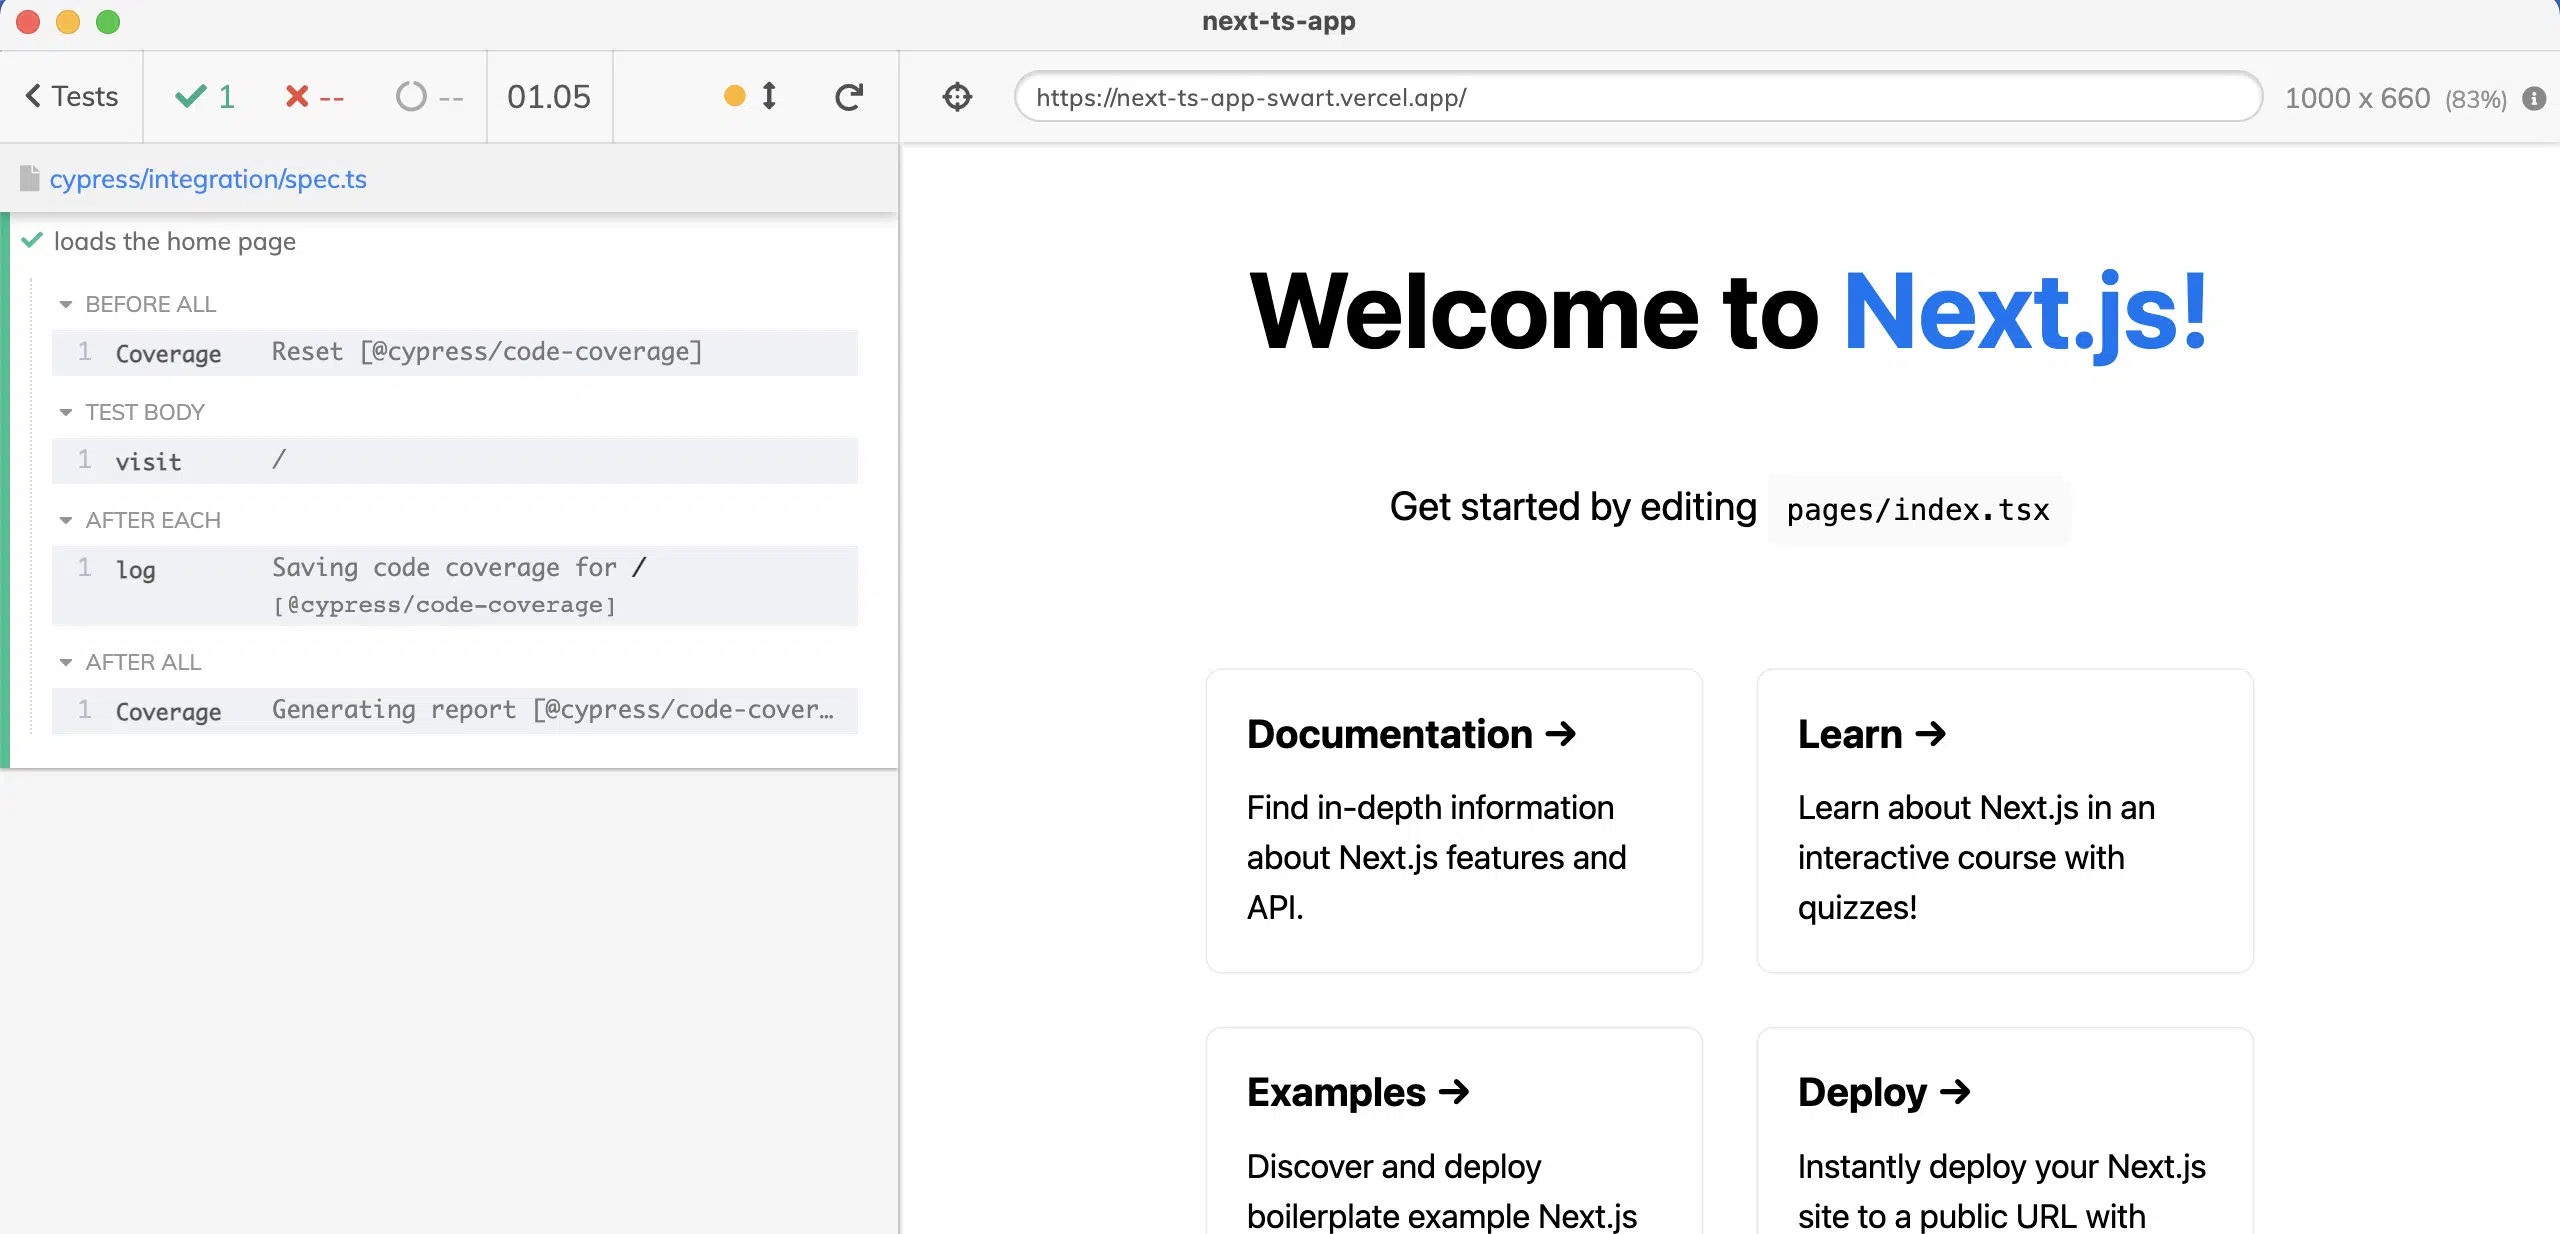 next-ts-app
Tests
1
--
--
01.05
https://next-ts-app-swart.vercel.app/
1000 x 660 (83%)
cypress/integration/spec.ts
loads the home page
BEFORE ALL
1 Coverage Reset [@cypress/code-coverage]
TEST BODY
1 visit /
AFTER EACH
1 log Saving code coverage for /
[@cypress/code-coverage]
AFTER ALL
1 Coverage Generating report [@cypress/code-cover…
Welcome to Next.js!
Get started by editing pages/index.tsx
Documentation →
Find in-depth information
about Next.js features and
API.
Learn →
Learn about Next.js in an
interactive course with
quizzes!
Examples →
Discover and deploy
boilerplate example Next.js
Deploy →
Instantly deploy your Next.js
site to a public URL with